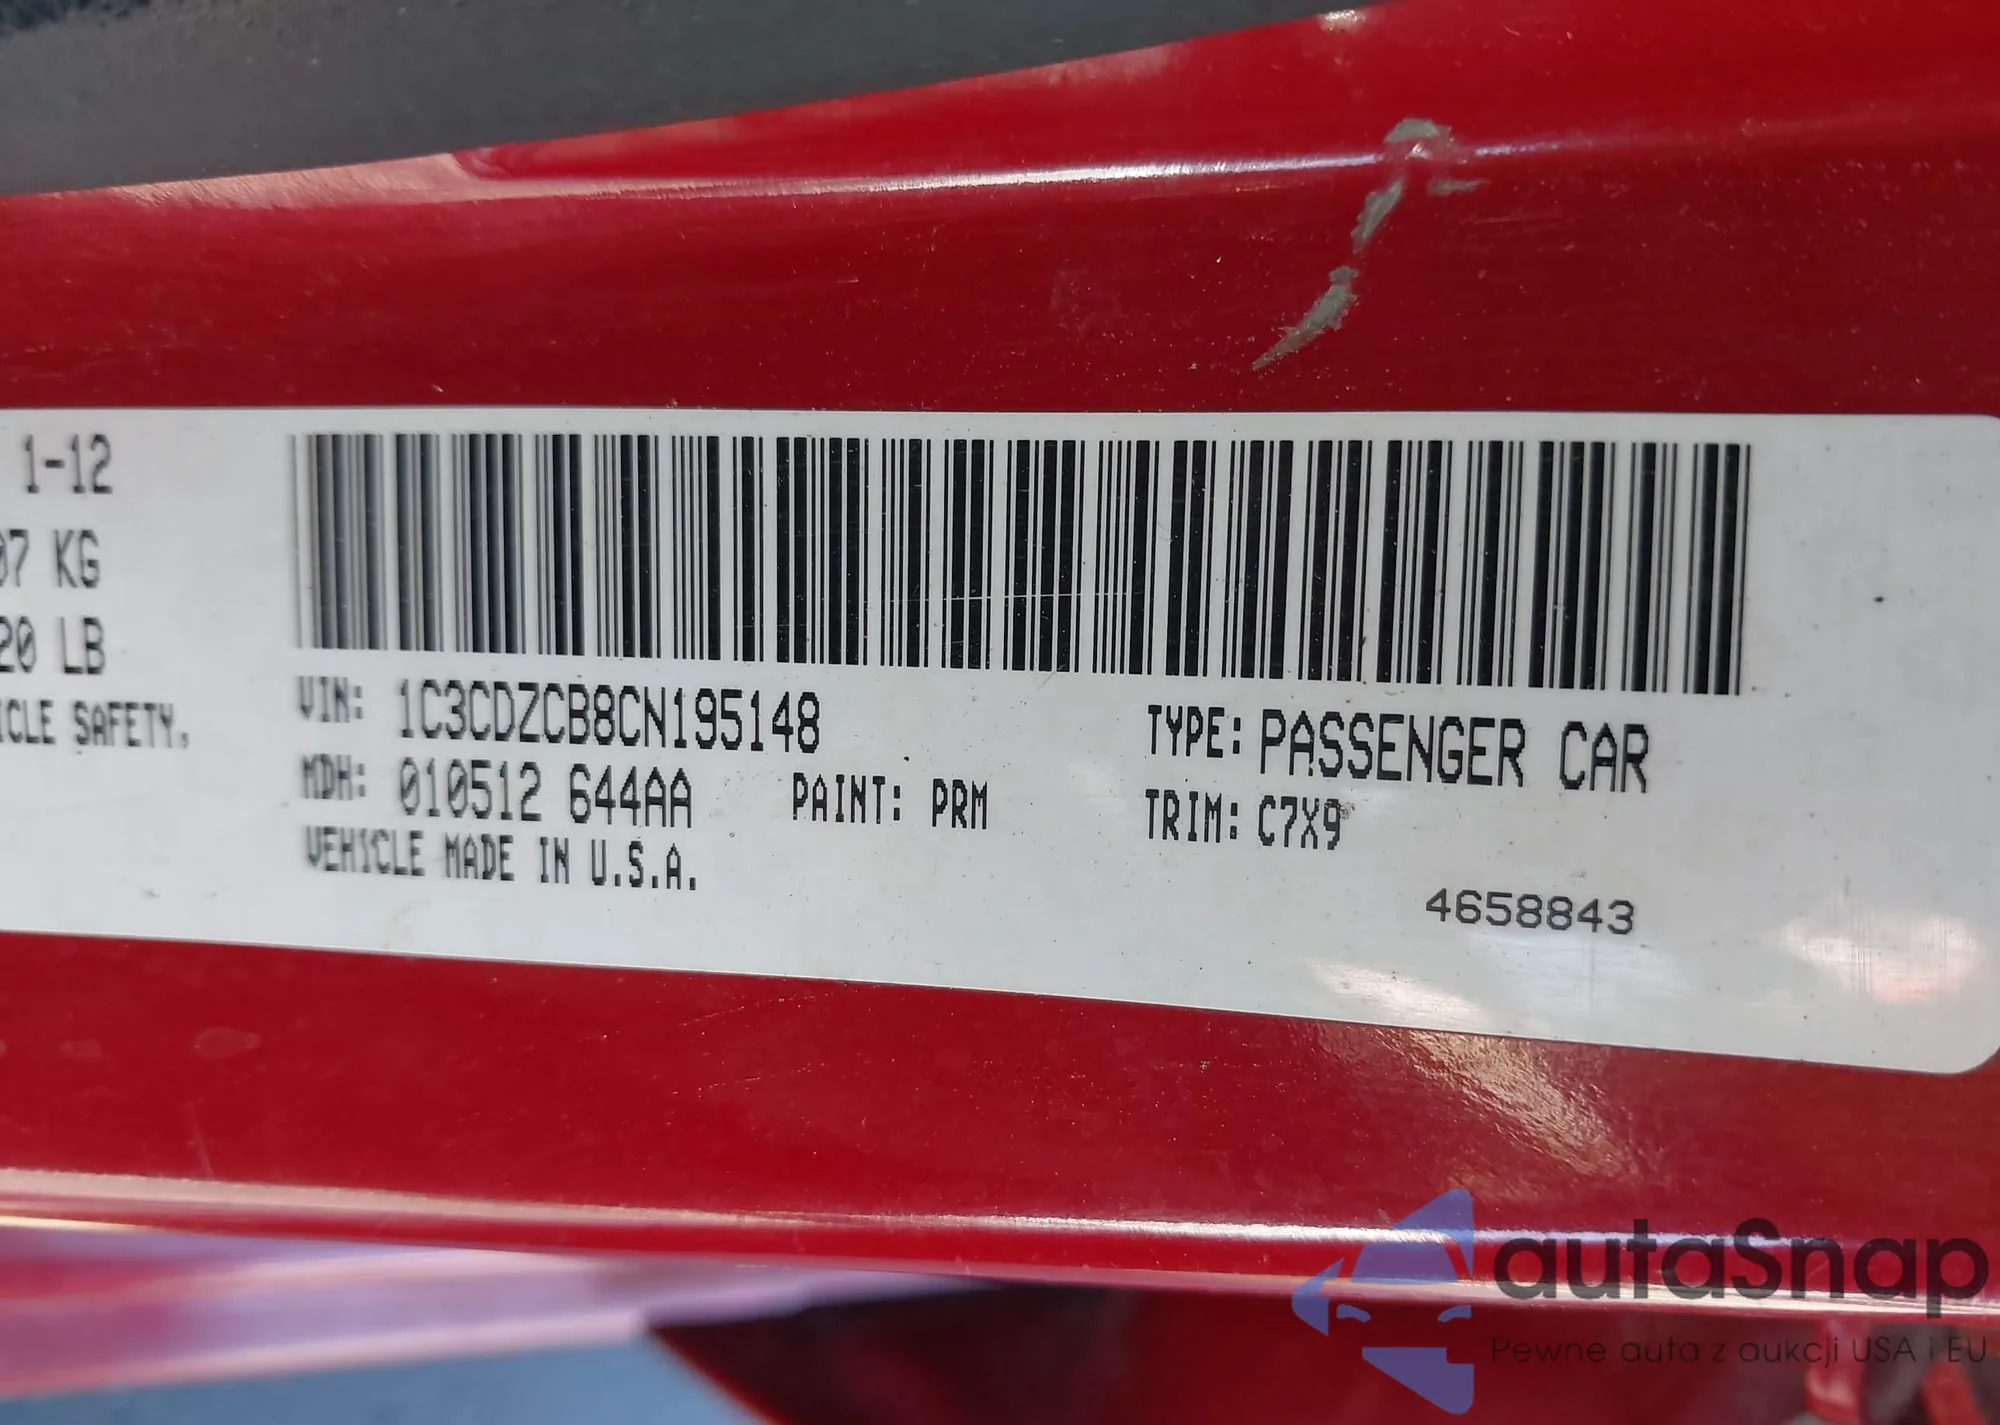 1-12
07 KG
20 LB
ICLE SAFETY,
VIN: 1C3CDZCB8CN195148
MDH: 010512 644AA PAINT: PRM
VEHICLE MADE IN U.S.A.
TYPE: PASSENGER CAR
TRIM: C7X9
4658843
autaSnap
Pewne auta z aukcji USA i EU